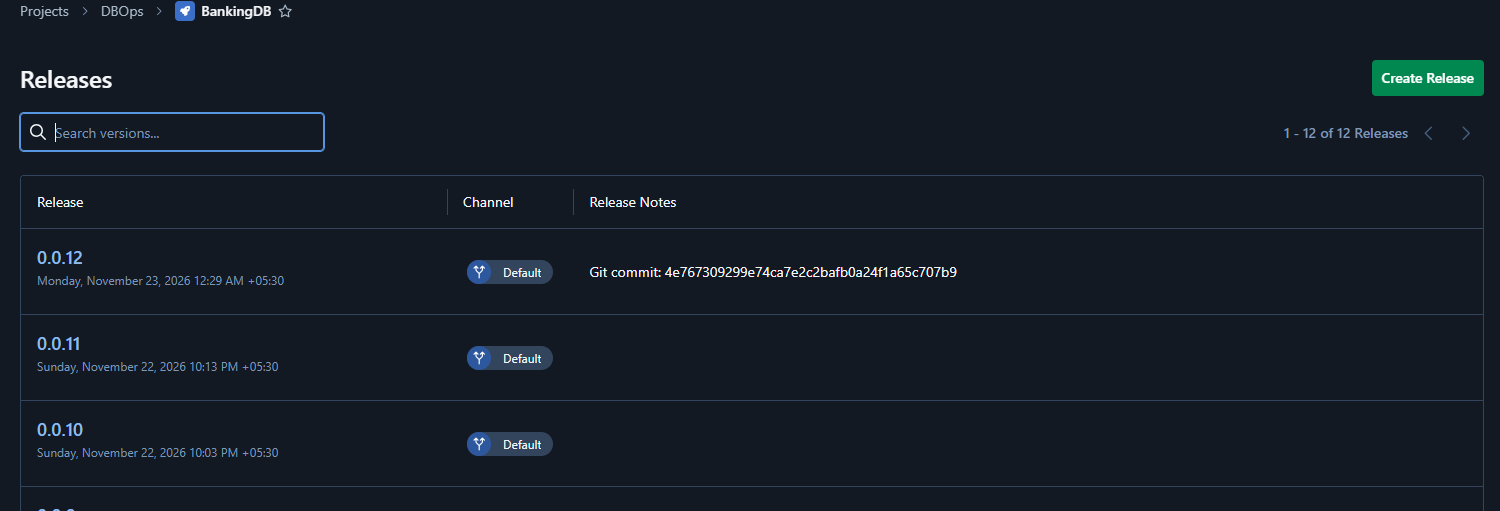 Projects > DBOps > BankingDB
Releases
Create Release
Search versions...
1 - 12 of 12 Releases
Release Channel Release Notes
0.0.12
Monday, November 23, 2026 12:29 AM +05:30
Default
Git commit: 4e767309299e74ca7e2c2bafb0a24f1a65c707b9
0.0.11
Sunday, November 22, 2026 10:13 PM +05:30
Default
0.0.10
Sunday, November 22, 2026 10:03 PM +05:30
Default